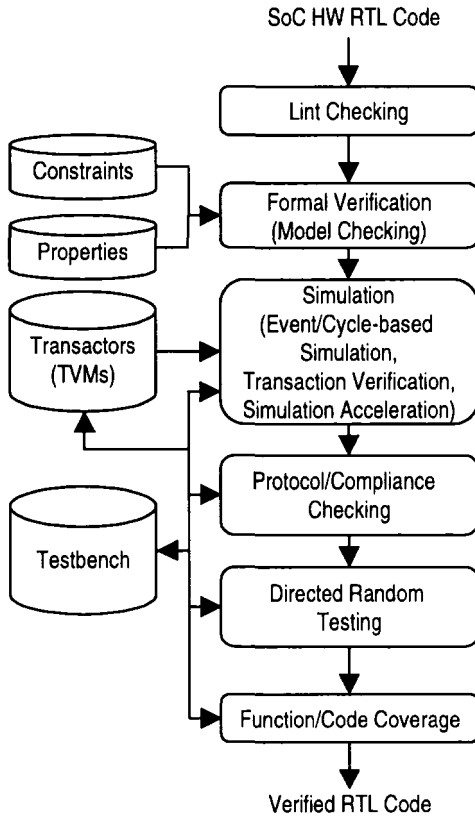 SoC HW RTL Code
Lint Checking
Constraints
Properties
Formal Verification
(Model Checking)
Transactors
(TVMs)
Simulation
(Event/Cycle-based
Simulation,
Transaction Verification,
Simulation Acceleration)
Protocol/Compliance
Checking
Testbench
Directed Random
Testing
Function/Code Coverage
Verified RTL Code